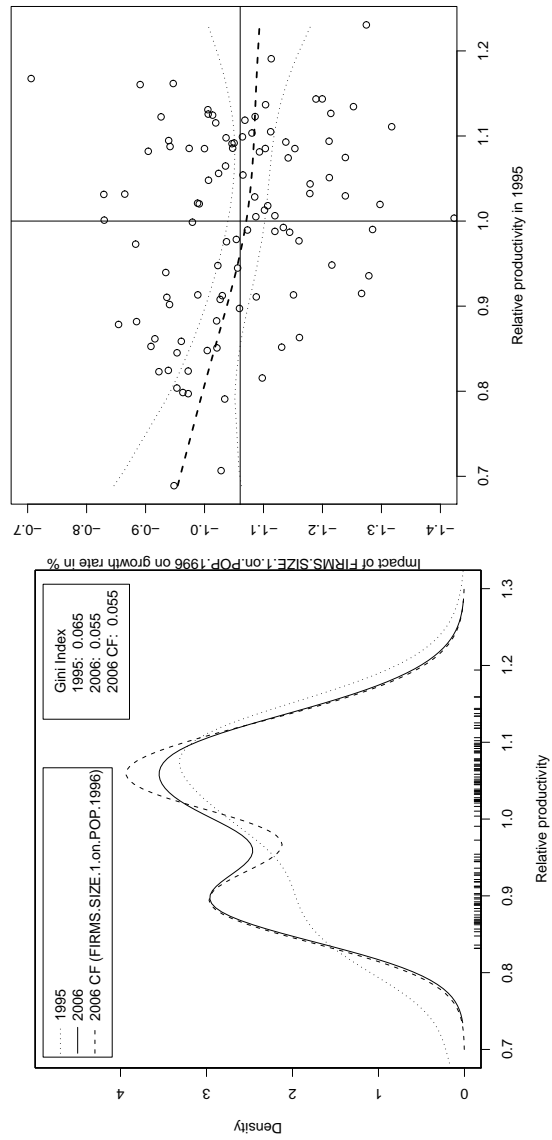 1995
2006
2006 CF (FIRMS.SIZE.1.on.POP.1996)
Gini Index
1995: 0.065
2006: 0.055
2006 CF: 0.055
Density
0 1 2 3 4
0.7 0.8 0.9 1.0 1.1 1.2 1.3
Relative productivity
Impact of FIRMS.SIZE.1.on.POP.1996 on growth rate in %
−1.4 −1.3 −1.2 −1.1 −1.0 −0.9 −0.8 −0.7
0.7 0.8 0.9 1.0 1.1 1.2
Relative productivity in 1995